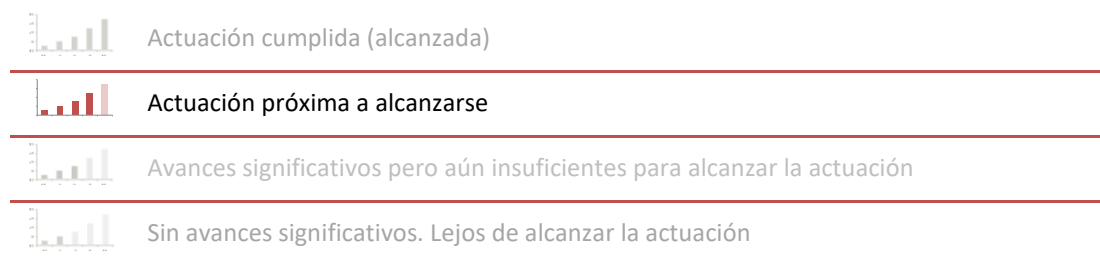 Actuación cumplida (alcanzada)
Actuación próxima a alcanzarse
Avances significativos pero aún insuficientes para alcanzar la actuación
Sin avances significativos. Lejos de alcanzar la actuación